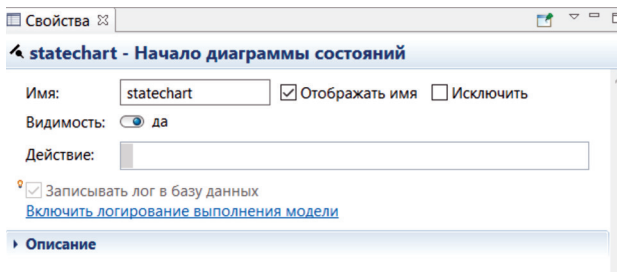 Свойства
statechart - Начало диаграммы состояний
Имя: statechart Отображать имя Исключить
Видимость: да
Действие:
Записывать лог в базу данных
Включить логирование выполнения модели
Описание